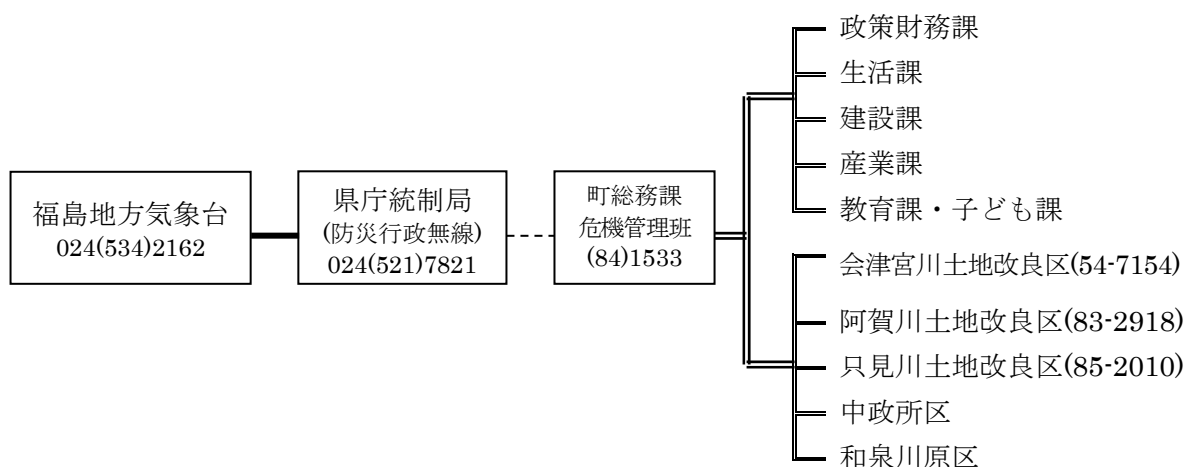 福島地方気象台
024(534)2162
県庁統制局
(防災行政無線)
024(521)7821
町総務課
危機管理班
(84)1533
政策財務課
生活課
建設課
産業課
教育課・子ども課
会津宮川土地改良区(54-7154)
阿賀川土地改良区(83-2918)
只見川土地改良区(85-2010)
中政所区
和泉川原区